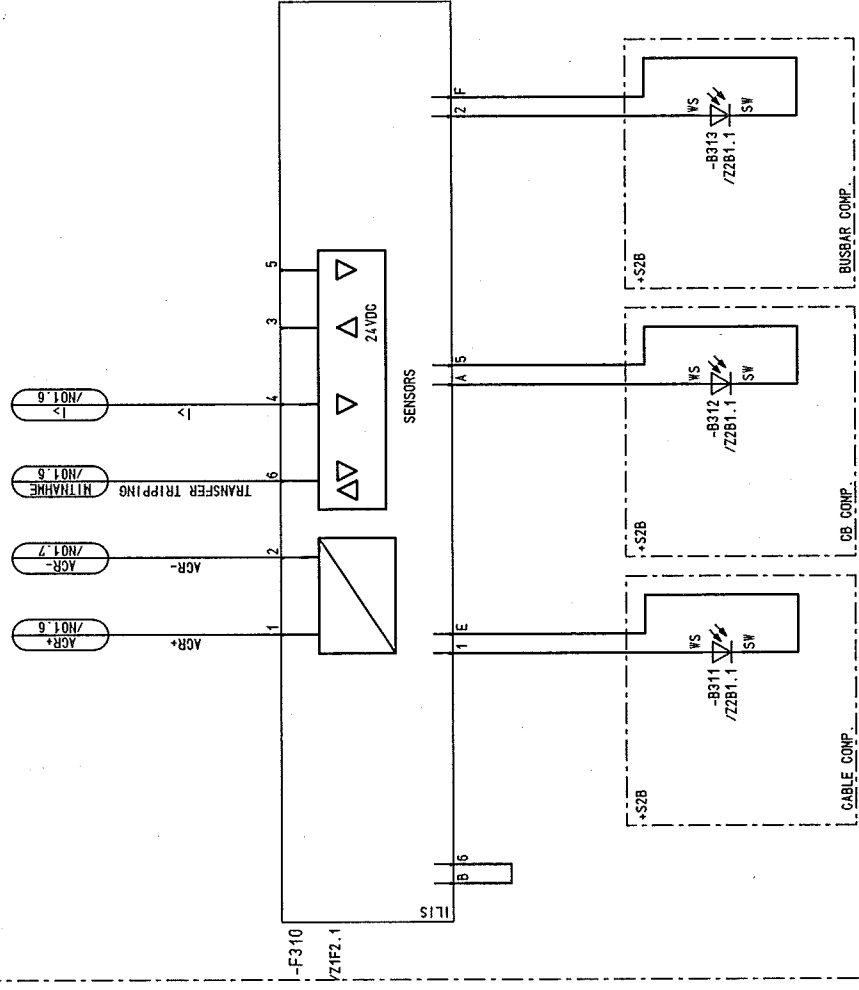 ACR+
/N01.6
ACR-
/N01.7
MITNAHME
/N01.6
I>
/N01.6
ACR+
ACR-
TRANSFER TRIPPING
I>
1
2
6
4
3
5
24VDC
SENSORS
-F310
/Z1F2.1
ILIS
B
6
1
E
A
5
2
F
+S2B
WS
-B311
/Z2B1.1
SW
CABLE COMP.
+S2B
WS
-B312
/Z2B1.1
SW
CB COMP.
+S2B
WS
-B313
/Z2B1.1
SW
BUSBAR COMP.